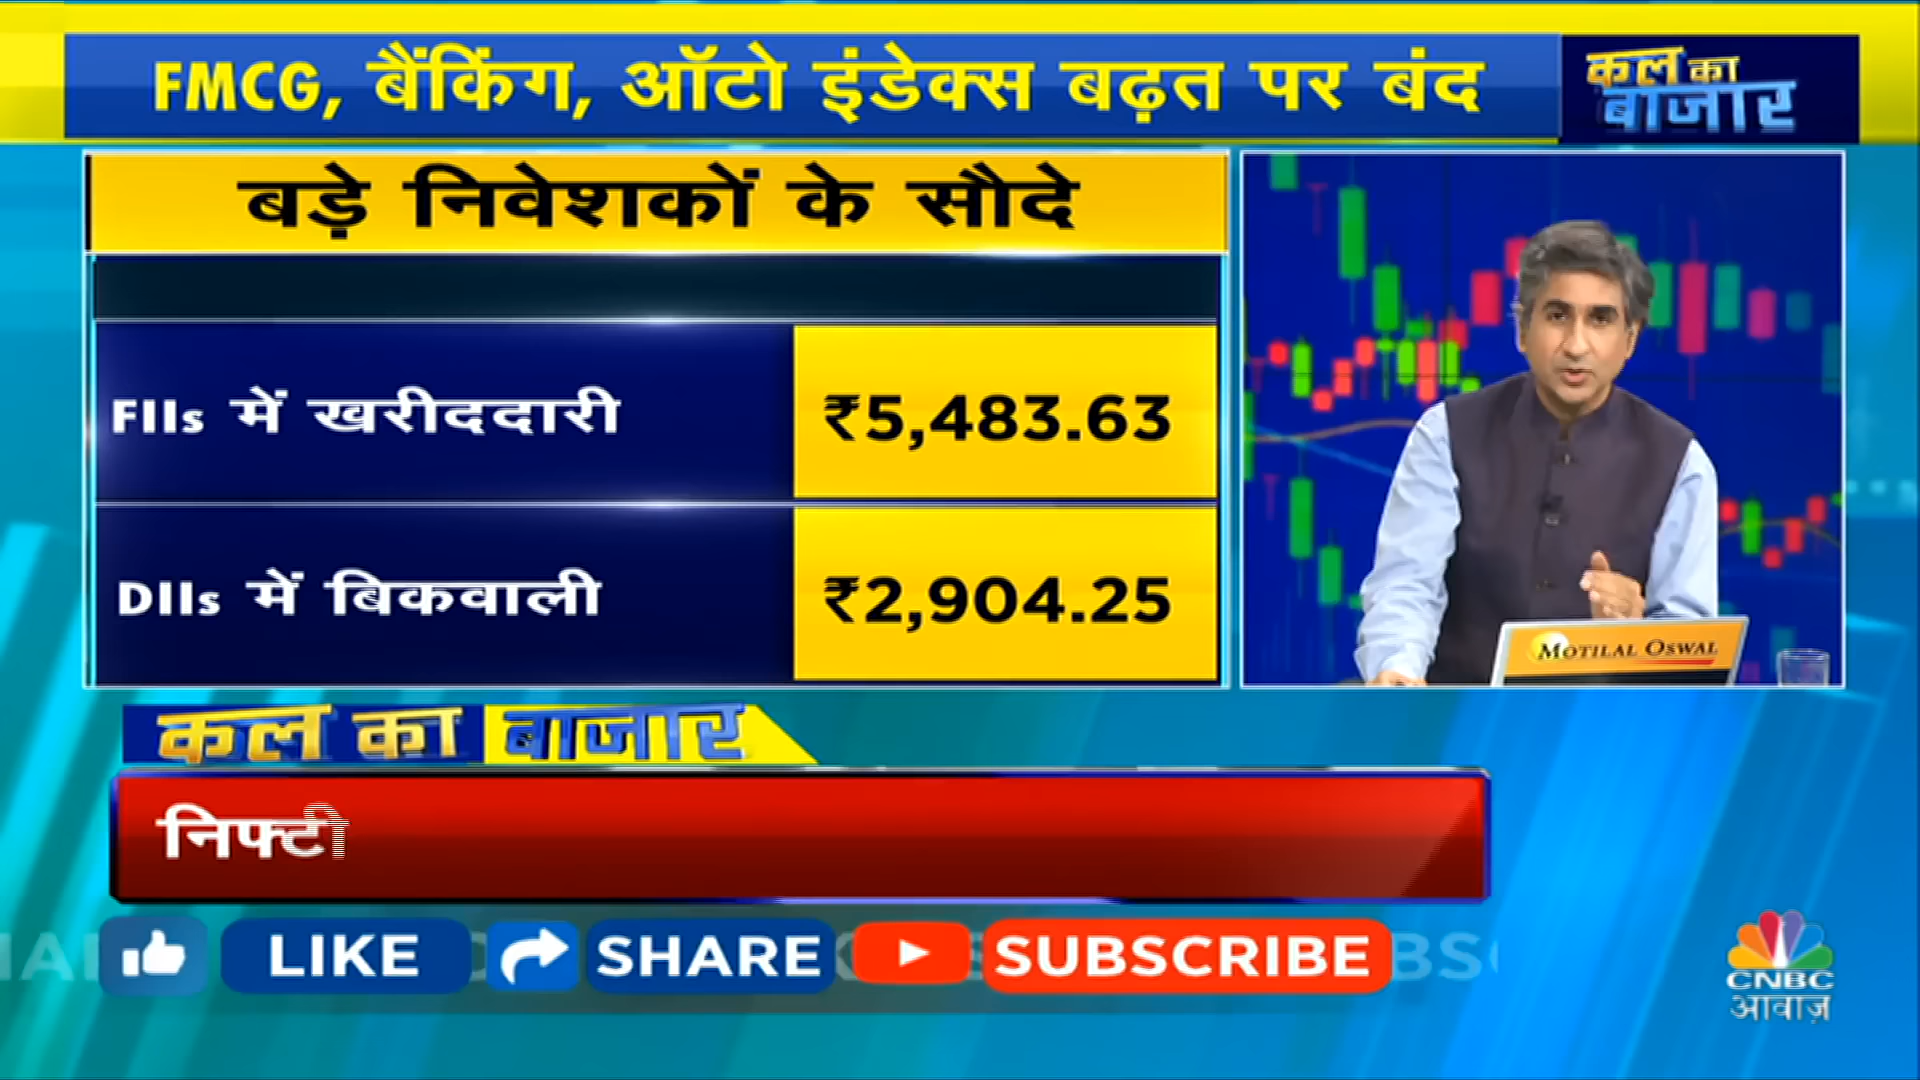 FMCG, बैंकिंग, ऑटो इंडेक्स बढ़त पर बंद
कल का
बाजार
बड़े निवेशकों के सौदे
FIIs में खरीददारी ₹5,483.63
DIIs में बिकवाली ₹2,904.25
MOTILAL OSWAL
कल का बाजार
निफ्टी
LIKE SHARE SUBSCRIBE
CNBC
आवाज़